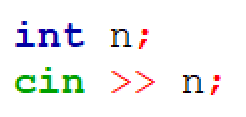 int n;
cin >> n;